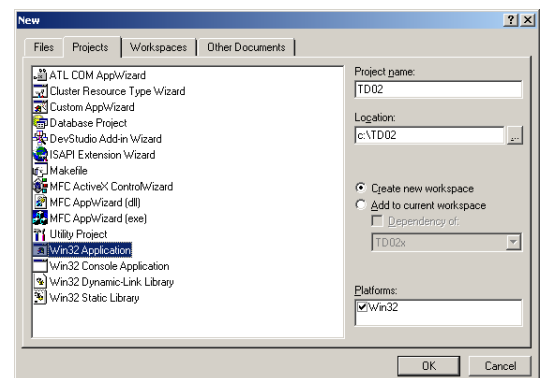 New
Files Projects Workspaces Other Documents
ATL COM AppWizard
Cluster Resource Type Wizard
Custom AppWizard
Database Project
DevStudio Add-in Wizard
ISAPI Extension Wizard
Makefile
MFC ActiveX ControlWizard
MFC AppWizard (dll)
MFC AppWizard (exe)
Utility Project
Win32 Application
Win32 Console Application
Win32 Dynamic-Link Library
Win32 Static Library
Project name:
TD02
Location:
c:\TD02
...
Create new workspace
Add to current workspace
Dependency of:
TD02x
Platforms:
Win32
OK Cancel